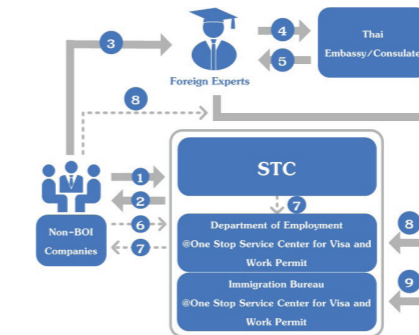 3
4
Thai
Embassy/Consulate
5
Foreign Experts
8
1
STC
2
7
Non-BOI
Companies
6
7
Department of Employment
@One Stop Service Center for Visa and
Work Permit
8
Immigration Bureau
@One Stop Service Center for Visa and
Work Permit
9